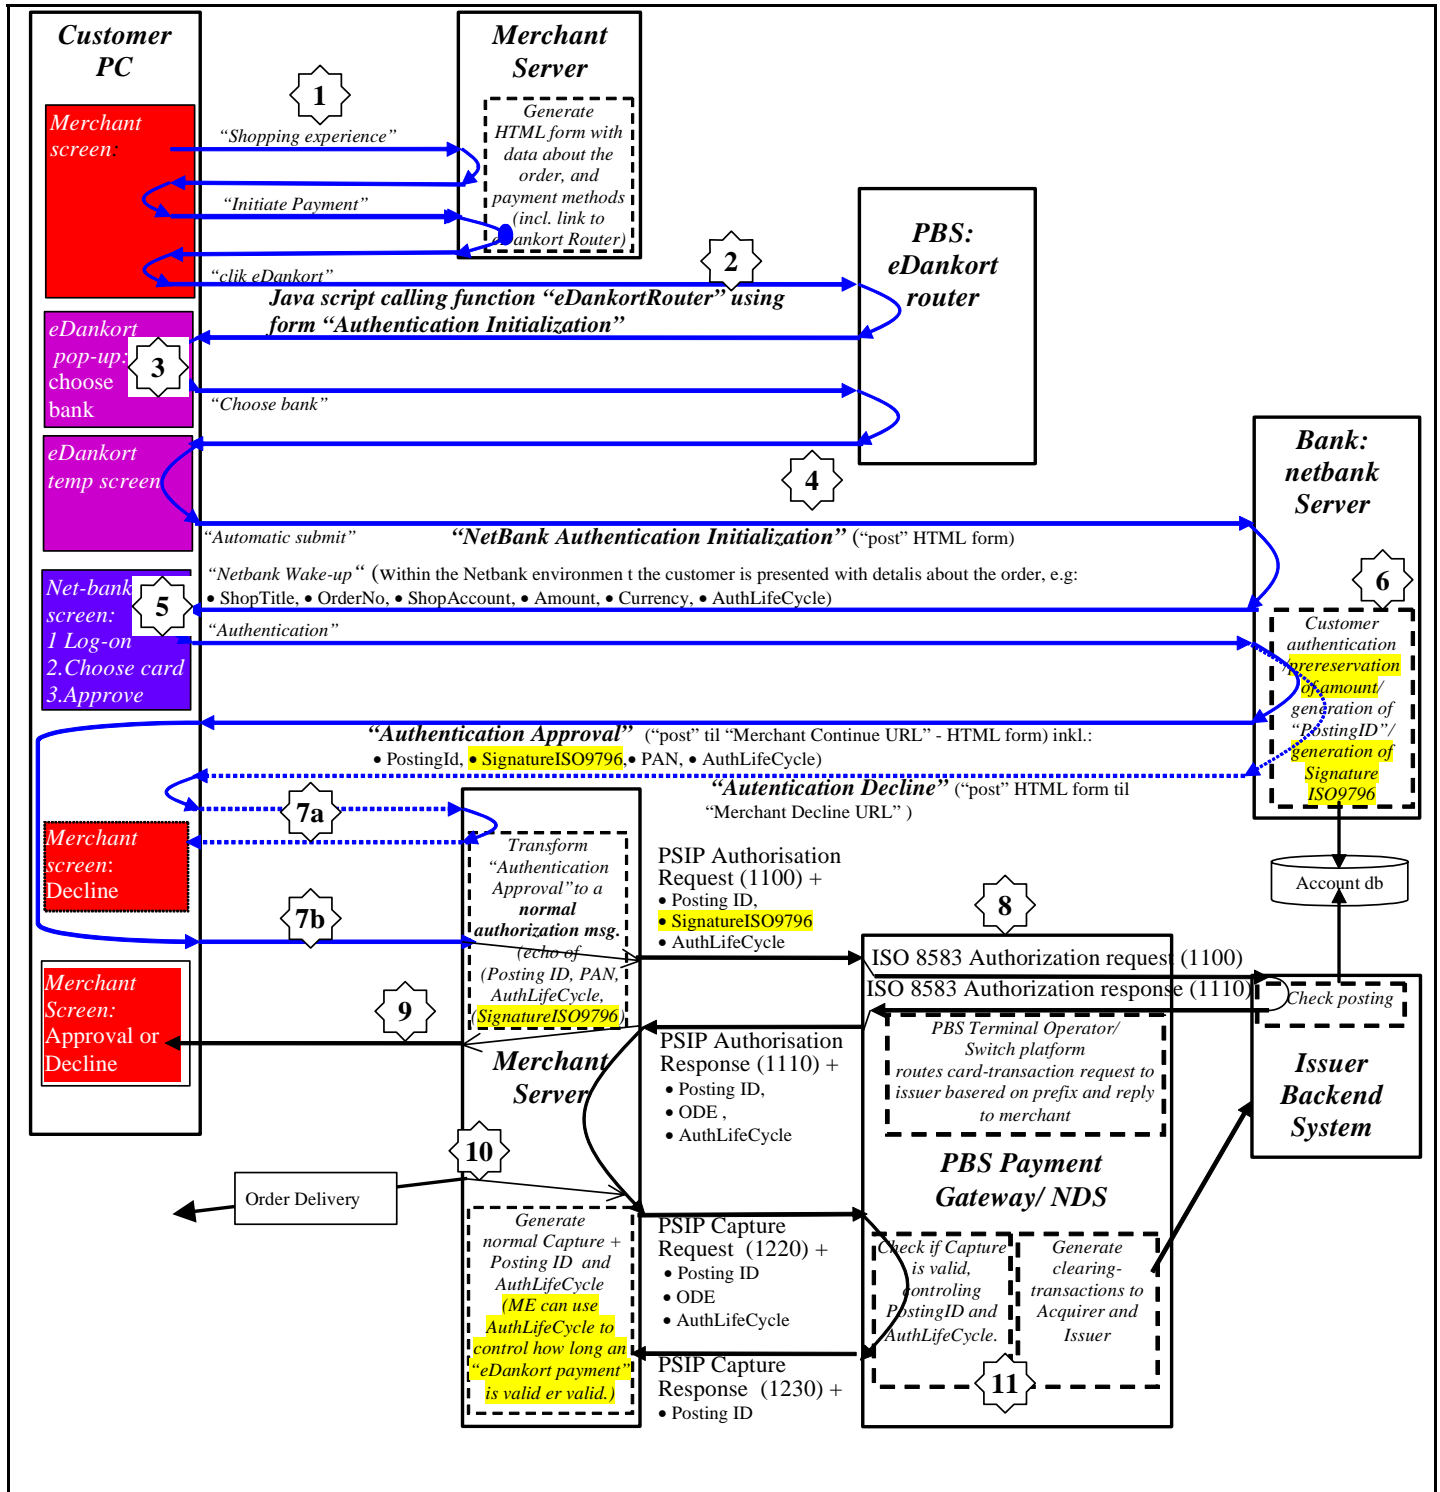 Customer
PC
Merchant
Server
1
Merchant
screen:
“Shopping experience”
“Initiate Payment”
“clik eDankort”
Generate
HTML form with
data about the
order, and
payment methods
(incl. link to
ankort Router)
2
PBS:
eDankort
router
Java script calling function “eDankortRouter” using
form “Authentication Initialization”
eDankort
pop-up:
choose
bank
3
“Choose bank”
eDankort
temp screen
4
Bank:
netbank
Server
“Automatic submit”
“NetBank Authentication Initialization” (“post” HTML form)
“Netbank Wake-up“ (Within the Netbank environmen t the customer is presented with detalis about the order, e.g:
• ShopTitle, • OrderNo, • ShopAccount, • Amount, • Currency, • AuthLifeCycle)
Net-bank
screen:
1 Log-on
2.Choose card
3.Approve
5
“Authentication”
6
Customer
authentication
/prereservation
of amount/
generation of
“PostingID”/
generation of
Signature
ISO9796
“Authentication Approval” (“post” til “Merchant Continue URL” - HTML form) inkl.:
• PostingId, • SignatureISO9796, • PAN, • AuthLifeCycle)
“Autentication Decline” (“post” HTML form til
“Merchant Decline URL” )
7a
Merchant
screen:
Decline
7b
Transform
“Authentication
Approval”to a
normal
authorization msg.
(echo of
(Posting ID, PAN,
AuthLifeCycle,
(SignatureISO9796)
PSIP Authorisation
Request (1100) +
• Posting ID,
• SignatureISO9796
• AuthLifeCycle
8
Account db
ISO 8583 Authorization request (1100)
ISO 8583 Authorization response (1110)
Check posting
Issuer
Backend
System
Merchant
Screen:
Approval or
Decline
9
Merchant
Server
PSIP Authorisation
Response (1110) +
• Posting ID,
• ODE ,
• AuthLifeCycle
PBS Terminal Operator/
Switch platform
routes card-transaction request to
issuer basered on prefix and reply
to merchant
10
PBS Payment
Gateway/ NDS
Order Delivery
Generate
normal Capture +
Posting ID and
AuthLifeCycle
(ME can use
AuthLifeCycle to
control how long an
“eDankort payment”
is valid er valid.)
PSIP Capture
Request (1220) +
• Posting ID
• ODE
• AuthLifeCycle
PSIP Capture
Response (1230) +
• Posting ID
Check if Capture
is valid,
controling
PostingID and
AuthLifeCycle.
Generate
clearing-
transactions to
Acquirer and
Issuer
11